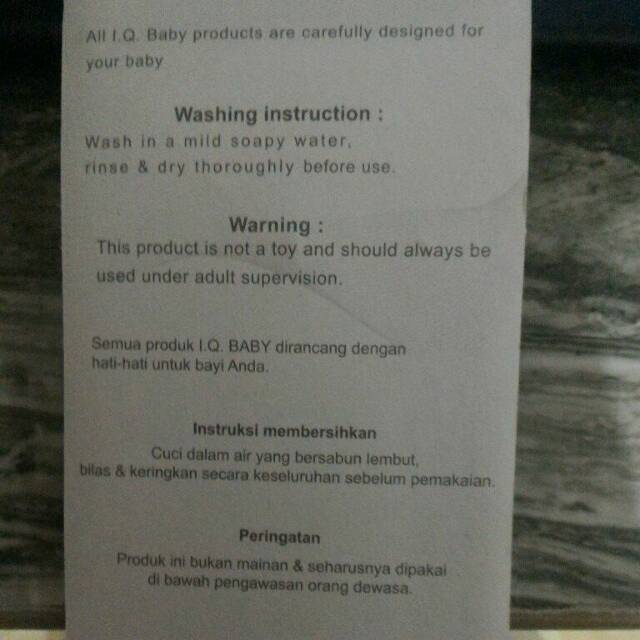 All I.Q. Baby products are carefully designed for
your baby
Washing instruction :
Wash in a mild soapy water,
rinse & dry thoroughly before use.
Warning :
This product is not a toy and should always be
used under adult supervision.
Semua produk I.Q. BABY dirancang dengan
hati-hati untuk bayi Anda.
Instruksi membersihkan
Cuci dalam air yang bersabun lembut,
bilas & keringkan secara keseluruhan sebelum pemakaian.
Peringatan
Produk ini bukan mainan & seharusnya dipakai
di bawah pengawasan orang dewasa.